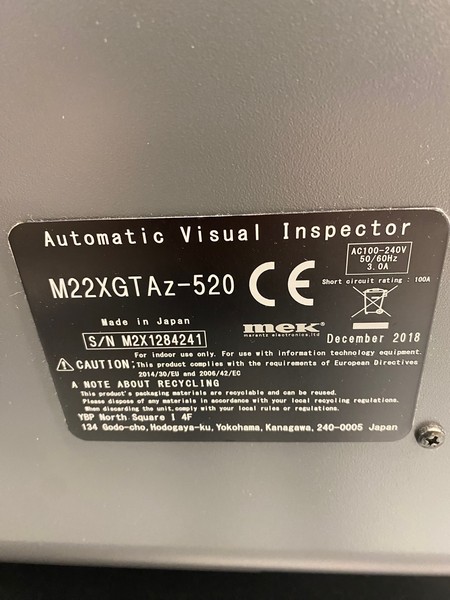 Automatic Visual Inspector
M22XGTAz-520
CE
AC100-240V
50/60Hz
3.0A
Short circuit rating : 100A
Made in Japan
S/N M2X1284241
mek
marantz electronics,ltd
December 2018
For indoor use only. For use with information technology equipment.
CAUTION: This product complies with the requirements of European Directives
2014/30/EU and 2006/42/EC
A NOTE ABOUT RECYCLING
This product's packaging materials are recyclable and can be reused.
Please dispose of any materials in accordance with your local recycling regulations.
When discarding the unit, comply with your local rules or regulations.
YBP North Square 1 4F
134 Godo-cho, Hodogaya-ku, Yokohama, Kanagawa, 240-0005 Japan